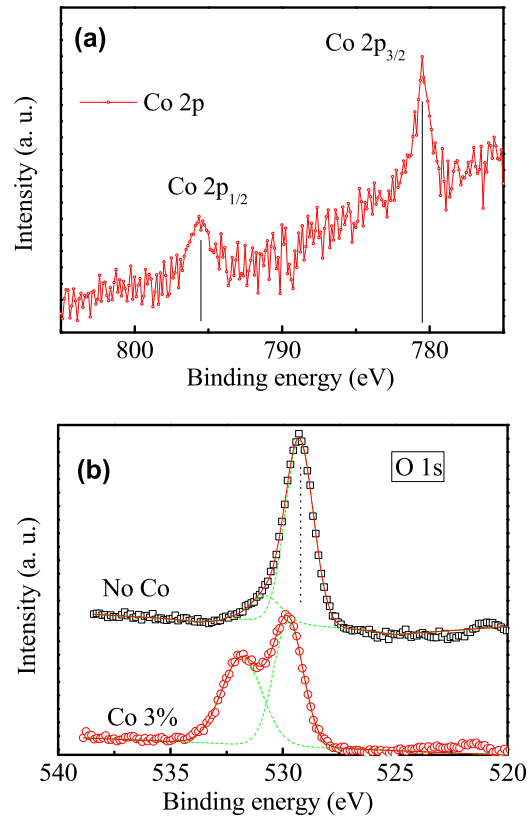 (a)
Co 2p3/2
Co 2p
Co 2p1/2
Intensity (a. u.)
800 790 780
Binding energy (eV)
(b)
O 1s
No Co
Co 3%
Intensity (a. u.)
540 535 530 525 520
Binding energy (eV)